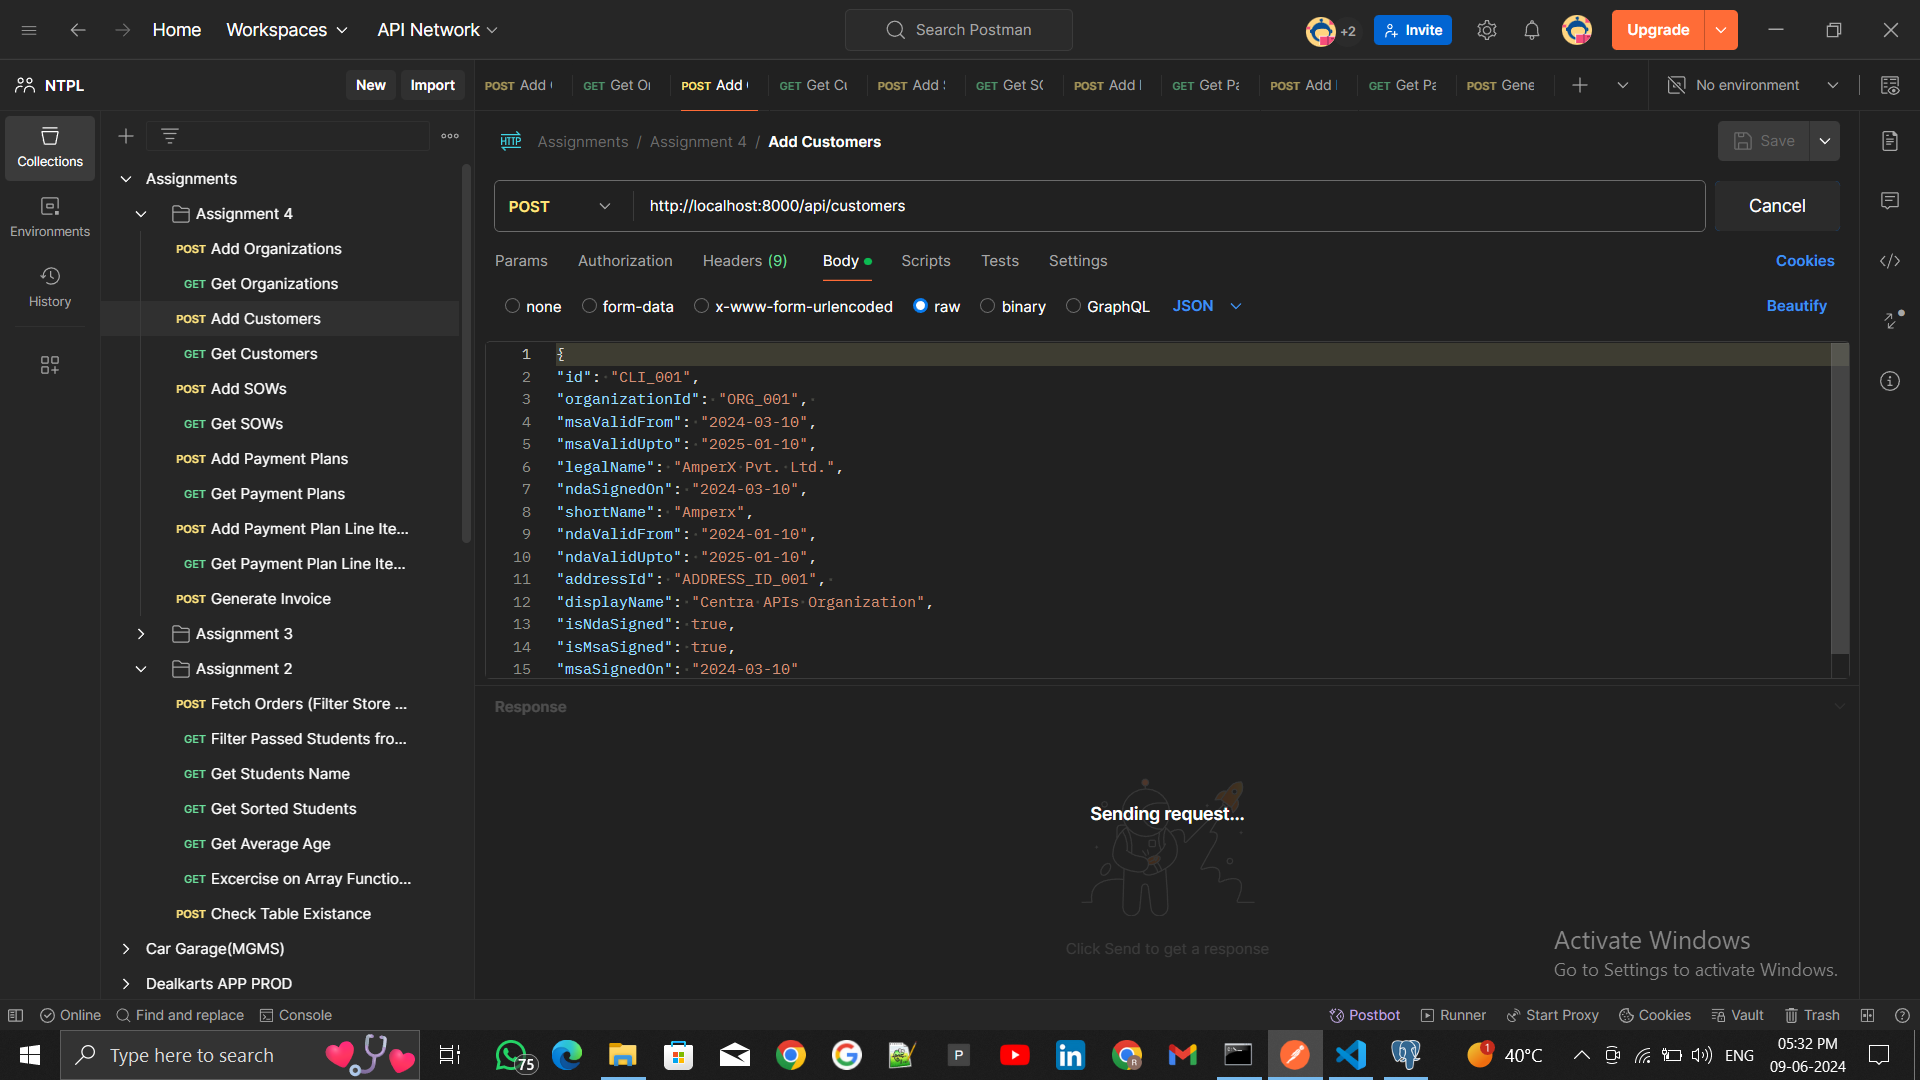 Home
Workspaces
API Network
Search Postman
+2
Invite
Upgrade
NTPL
New
Import
POST Add
GET Get Or
POST Add
GET Get Cu
POST Add
GET Get SO
POST Add
GET Get Pa
POST Add
GET Get Pa
POST Gene
No environment
Collections
Environments
History
Assignments
Assignment 4
POST Add Organizations
GET Get Organizations
POST Add Customers
GET Get Customers
POST Add SOWs
GET Get SOWs
POST Add Payment Plans
GET Get Payment Plans
POST Add Payment Plan Line Ite...
GET Get Payment Plan Line Ite...
POST Generate Invoice
Assignment 3
Assignment 2
POST Fetch Orders (Filter Store ...
GET Filter Passed Students fro...
GET Get Students Name
GET Get Sorted Students
GET Get Average Age
GET Excercise on Array Functio...
POST Check Table Existance
Car Garage(MGMS)
Dealkarts APP PROD
HTTP Assignments / Assignment 4 / Add Customers
Save
POST http://localhost:8000/api/customers
Cancel
Params Authorization Headers (9) Body Scripts Tests Settings
Cookies
none form-data x-www-form-urlencoded raw binary GraphQL JSON
Beautify
1 {
2 "id": "CLI_001",
3 "organizationId": "ORG_001",
4 "msaValidFrom": "2024-03-10",
5 "msaValidUpto": "2025-01-10",
6 "legalName": "AmperX Pvt. Ltd.",
7 "ndaSignedOn": "2024-03-10",
8 "shortName": "Amperx",
9 "ndaValidFrom": "2024-01-10",
10 "ndaValidUpto": "2025-01-10",
11 "addressId": "ADDRESS_ID_001",
12 "displayName": "Centra APIs Organization",
13 "isNdaSigned": true,
14 "isMsaSigned": true,
15 "msaSignedOn": "2024-03-10"
Response
Sending request...
Click Send to get a response
Activate Windows
Go to Settings to activate Windows.
Online
Find and replace
Console
Postbot
Runner
Start Proxy
Cookies
Vault
Trash
Type here to search
75
P
R
1
40°C
ENG
05:32 PM
09-06-2024